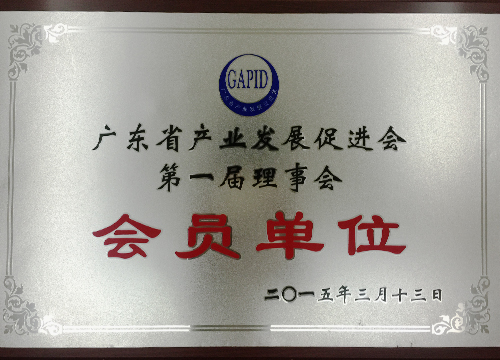 GAPID
广东省产业发展促进会
第一届理事会
会员单位
二〇一五年三月十三日